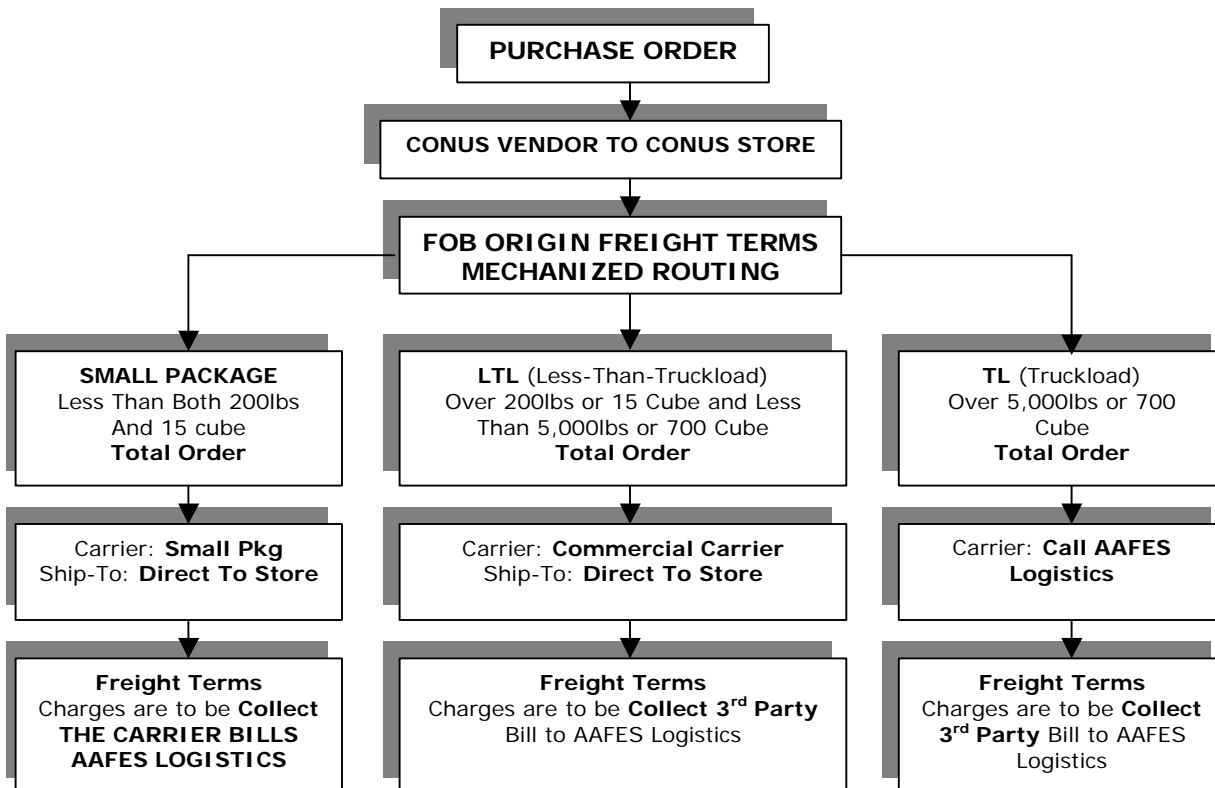 PURCHASE ORDER
CONUS VENDOR TO CONUS STORE
FOB ORIGIN FREIGHT TERMS
MECHANIZED ROUTING
SMALL PACKAGE
Less Than Both 200lbs
And 15 cube
Total Order
LTL (Less-Than-Truckload)
Over 200lbs or 15 Cube and Less
Than 5,000lbs or 700 Cube
Total Order
TL (Truckload)
Over 5,000lbs or 700
Cube
Total Order
Carrier: Small Pkg
Ship-To: Direct To Store
Carrier: Commercial Carrier
Ship-To: Direct To Store
Carrier: Call AAFES
Logistics
Freight Terms
Charges are to be Collect
THE CARRIER BILLS
AAFES LOGISTICS
Freight Terms
Charges are to be Collect 3rd Party
Bill to AAFES Logistics
Freight Terms
Charges are to be Collect
3rd Party Bill to AAFES
Logistics